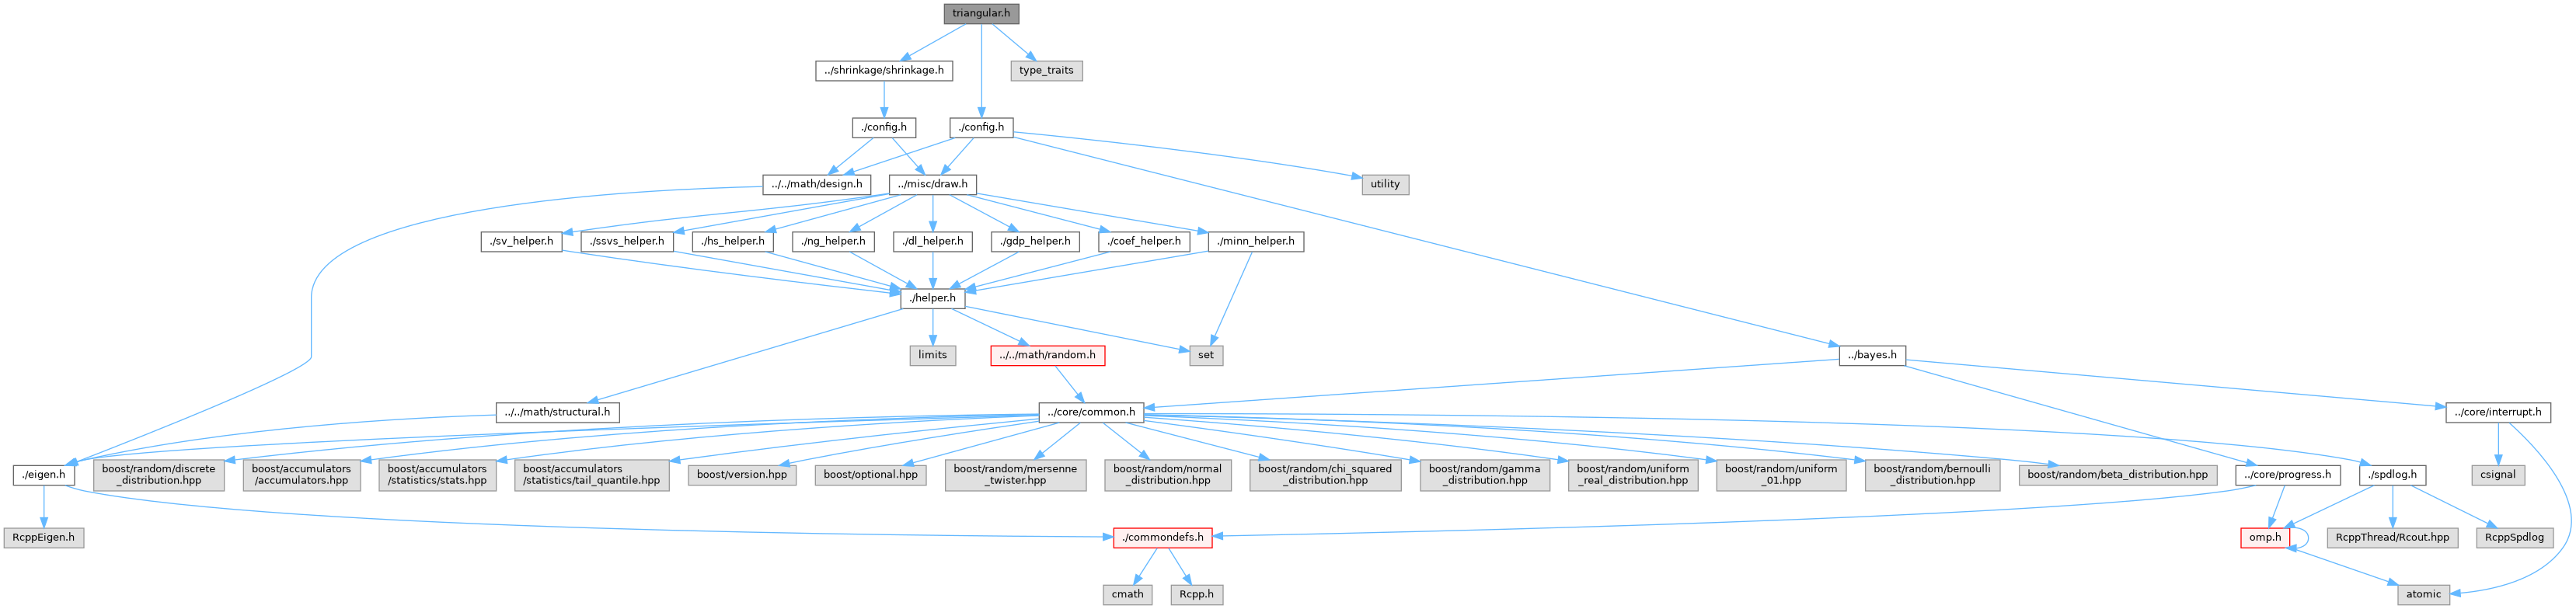 triangular.h
../shrinkage/shrinkage.h
type_traits
./config.h
./config.h
../../math/design.h
../misc/draw.h
utility
./sv_helper.h
./ssvs_helper.h
./hs_helper.h
./ng_helper.h
./dl_helper.h
./gdp_helper.h
./coef_helper.h
./minn_helper.h
./helper.h
limits
../../math/random.h
set
../bayes.h
../../math/structural.h
../core/common.h
../core/interrupt.h
./eigen.h
boost/random/discrete
_distribution.hpp
boost/accumulators
/accumulators.hpp
boost/accumulators
/statistics/stats.hpp
boost/accumulators
/statistics/tail_quantile.hpp
boost/version.hpp
boost/optional.hpp
boost/random/mersenne
_twister.hpp
boost/random/normal
_distribution.hpp
boost/random/chi_squared
_distribution.hpp
boost/random/gamma
_distribution.hpp
boost/random/uniform
_real_distribution.hpp
boost/random/uniform
_01.hpp
boost/random/bernoulli
_distribution.hpp
boost/random/beta_distribution.hpp
../core/progress.h
./spdlog.h
csignal
RcppEigen.h
./commondefs.h
omp.h
RcppThread/Rcout.hpp
RcppSpdlog
cmath
Rcpp.h
atomic